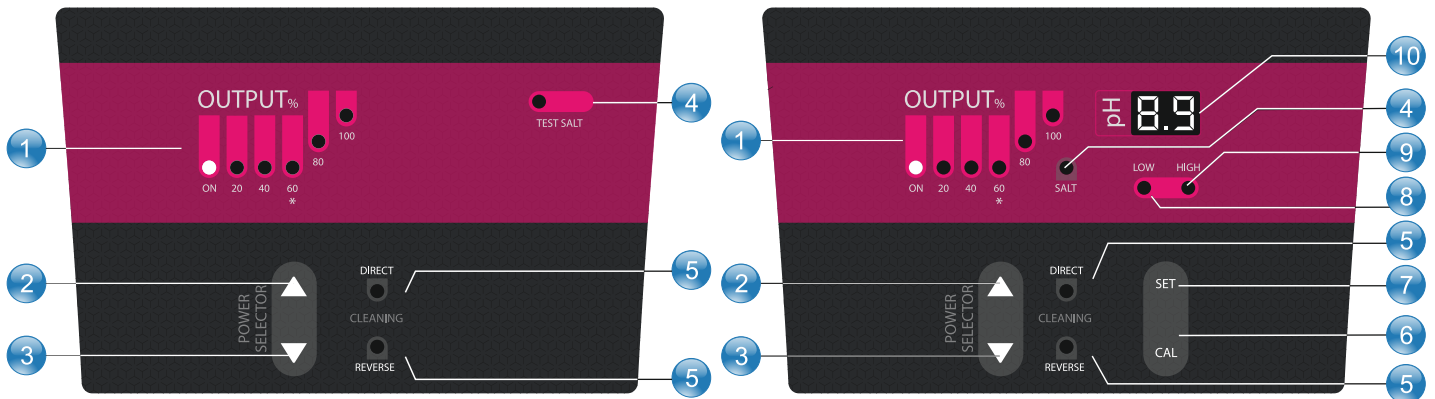 OUTPUT%
1
4
TEST SALT
100
80
ON 20 40 60
*
2
DIRECT
5
POWER
SELECTOR
CLEANING
3
REVERSE
5
10
OUTPUT%
pH 8.9
4
1
100
9
80
LOW HIGH
ON 20 40 60
SALT
*
8
DIRECT
5
2
SET
7
POWER
SELECTOR
CLEANING
6
3
CAL
REVERSE
5